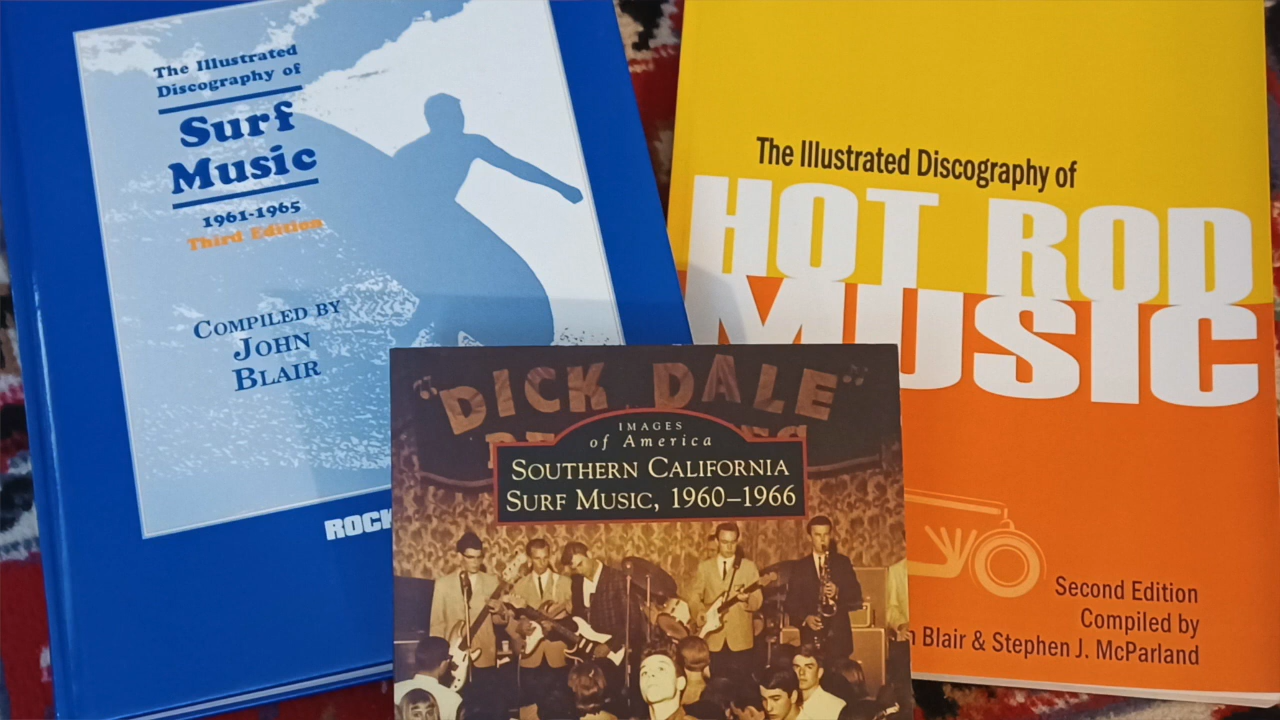 The Illustrated
Discography of
Surf
Music
1961-1965
Third Edition
COMPILED BY
JOHN
BLAIR
ROCK
The Illustrated Discography of
HOT ROD
MUSIC
Second Edition
Compiled by
Blair & Stephen J. McParland
"DICK DALE"
IMAGES
of America
SOUTHERN CALIFORNIA
SURF MUSIC, 1960–1966